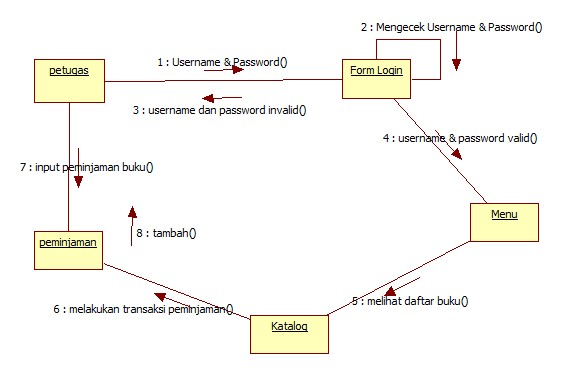 2 : Mengecek Username & Password()
1 : Username & Password()
petugas
Form Login
3 : username dan password invalid()
4 : username & password valid()
7 : input peminjaman buku()
Menu
8 : tambah()
peminjaman
5 : melihat daftar buku()
6 : melakukan transaksi peminjaman()
Katalog